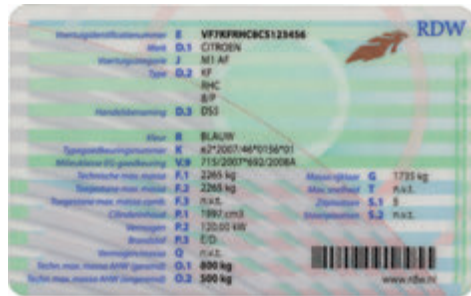 RDW
Voertuigidentificatienummer E VF7KFRHC8CS123456
Merk D.1 CITROEN
Voertuigcategorie J M1 AF
Type D.2 KF
RHC
8/P
Handelsbenaming D.3 DS5
Kleur R BLAUW
Typegoedkeuringsnummer K e2*2007/46*0156*01
Milieuklasse EG-goedkeuring V.9 715/2007*692/2008A
Technische max. massa F.1 2265 kg Massa rijklaar G 1735 kg
Toegestane max. massa F.2 2265 kg Max. snelheid T n.v.t.
Toegestane max. massa comb. F.3 n.v.t. Zitplaatsen S.1 5
Cilinderinhoud P.1 1997 cm3 Staanplaatsen S.2 n.v.t.
Vermogen P.2 120.00 kW
Brandstof P.3 E/D
Vermogen/massa Q n.v.t.
Techn. max. massa AHW (geremd) O.1 800 kg
Techn. max. massa AHW (ongeremd) O.2 500 kg
www.rdw.nl